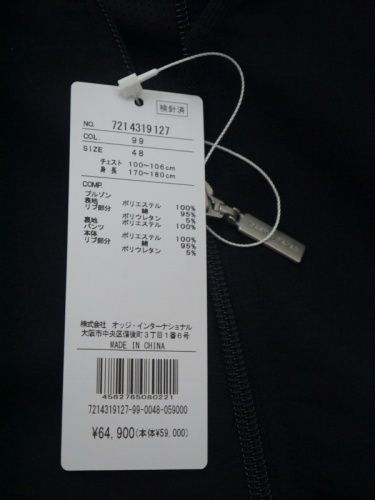 検針済
NO. 7214319127
COL. 99
SIZE 48
チェスト 100~106cm
身長 170~180cm
COMP.
ブルゾン
表地 ポリエステル 100%
リブ部分 綿 95%
ポリウレタン 5%
裏地 ポリエステル 100%
パンツ
本体 ポリエステル 100%
リブ部分 綿 95%
ポリウレタン 5%
株式会社 オッジ・インターナショナル
大阪市中央区備後町3丁目1番6号
MADE IN CHINA
4582765080221
7214319127-99-0048-059000
¥64,900(本体¥59,000)